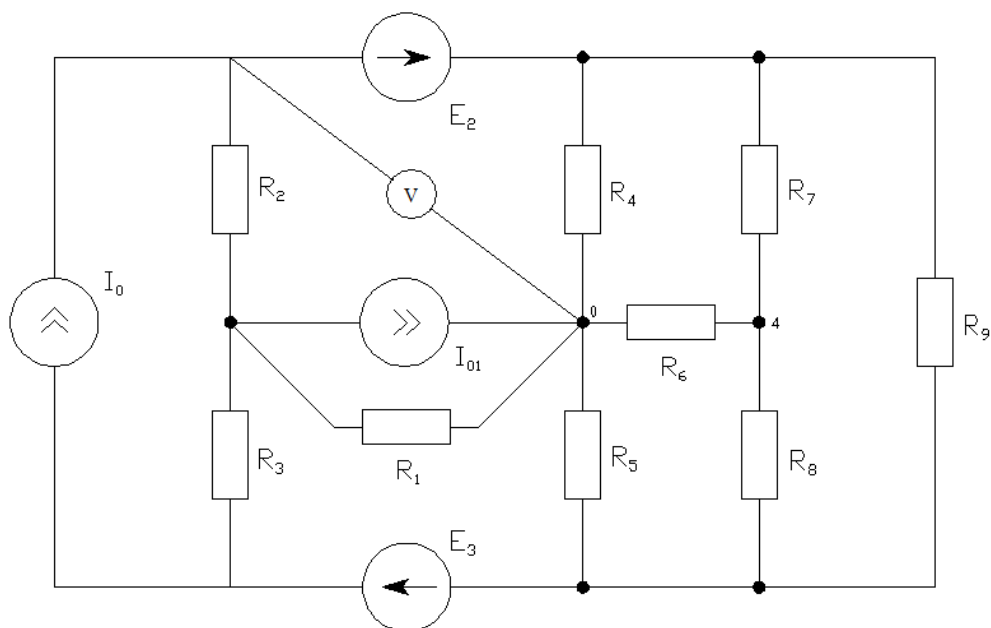 E₂
R₂
V
R₄
R₇
I₀
0
4
I₀₁
R₆
R₉
R₃
R₁
R₅
R₈
E₃